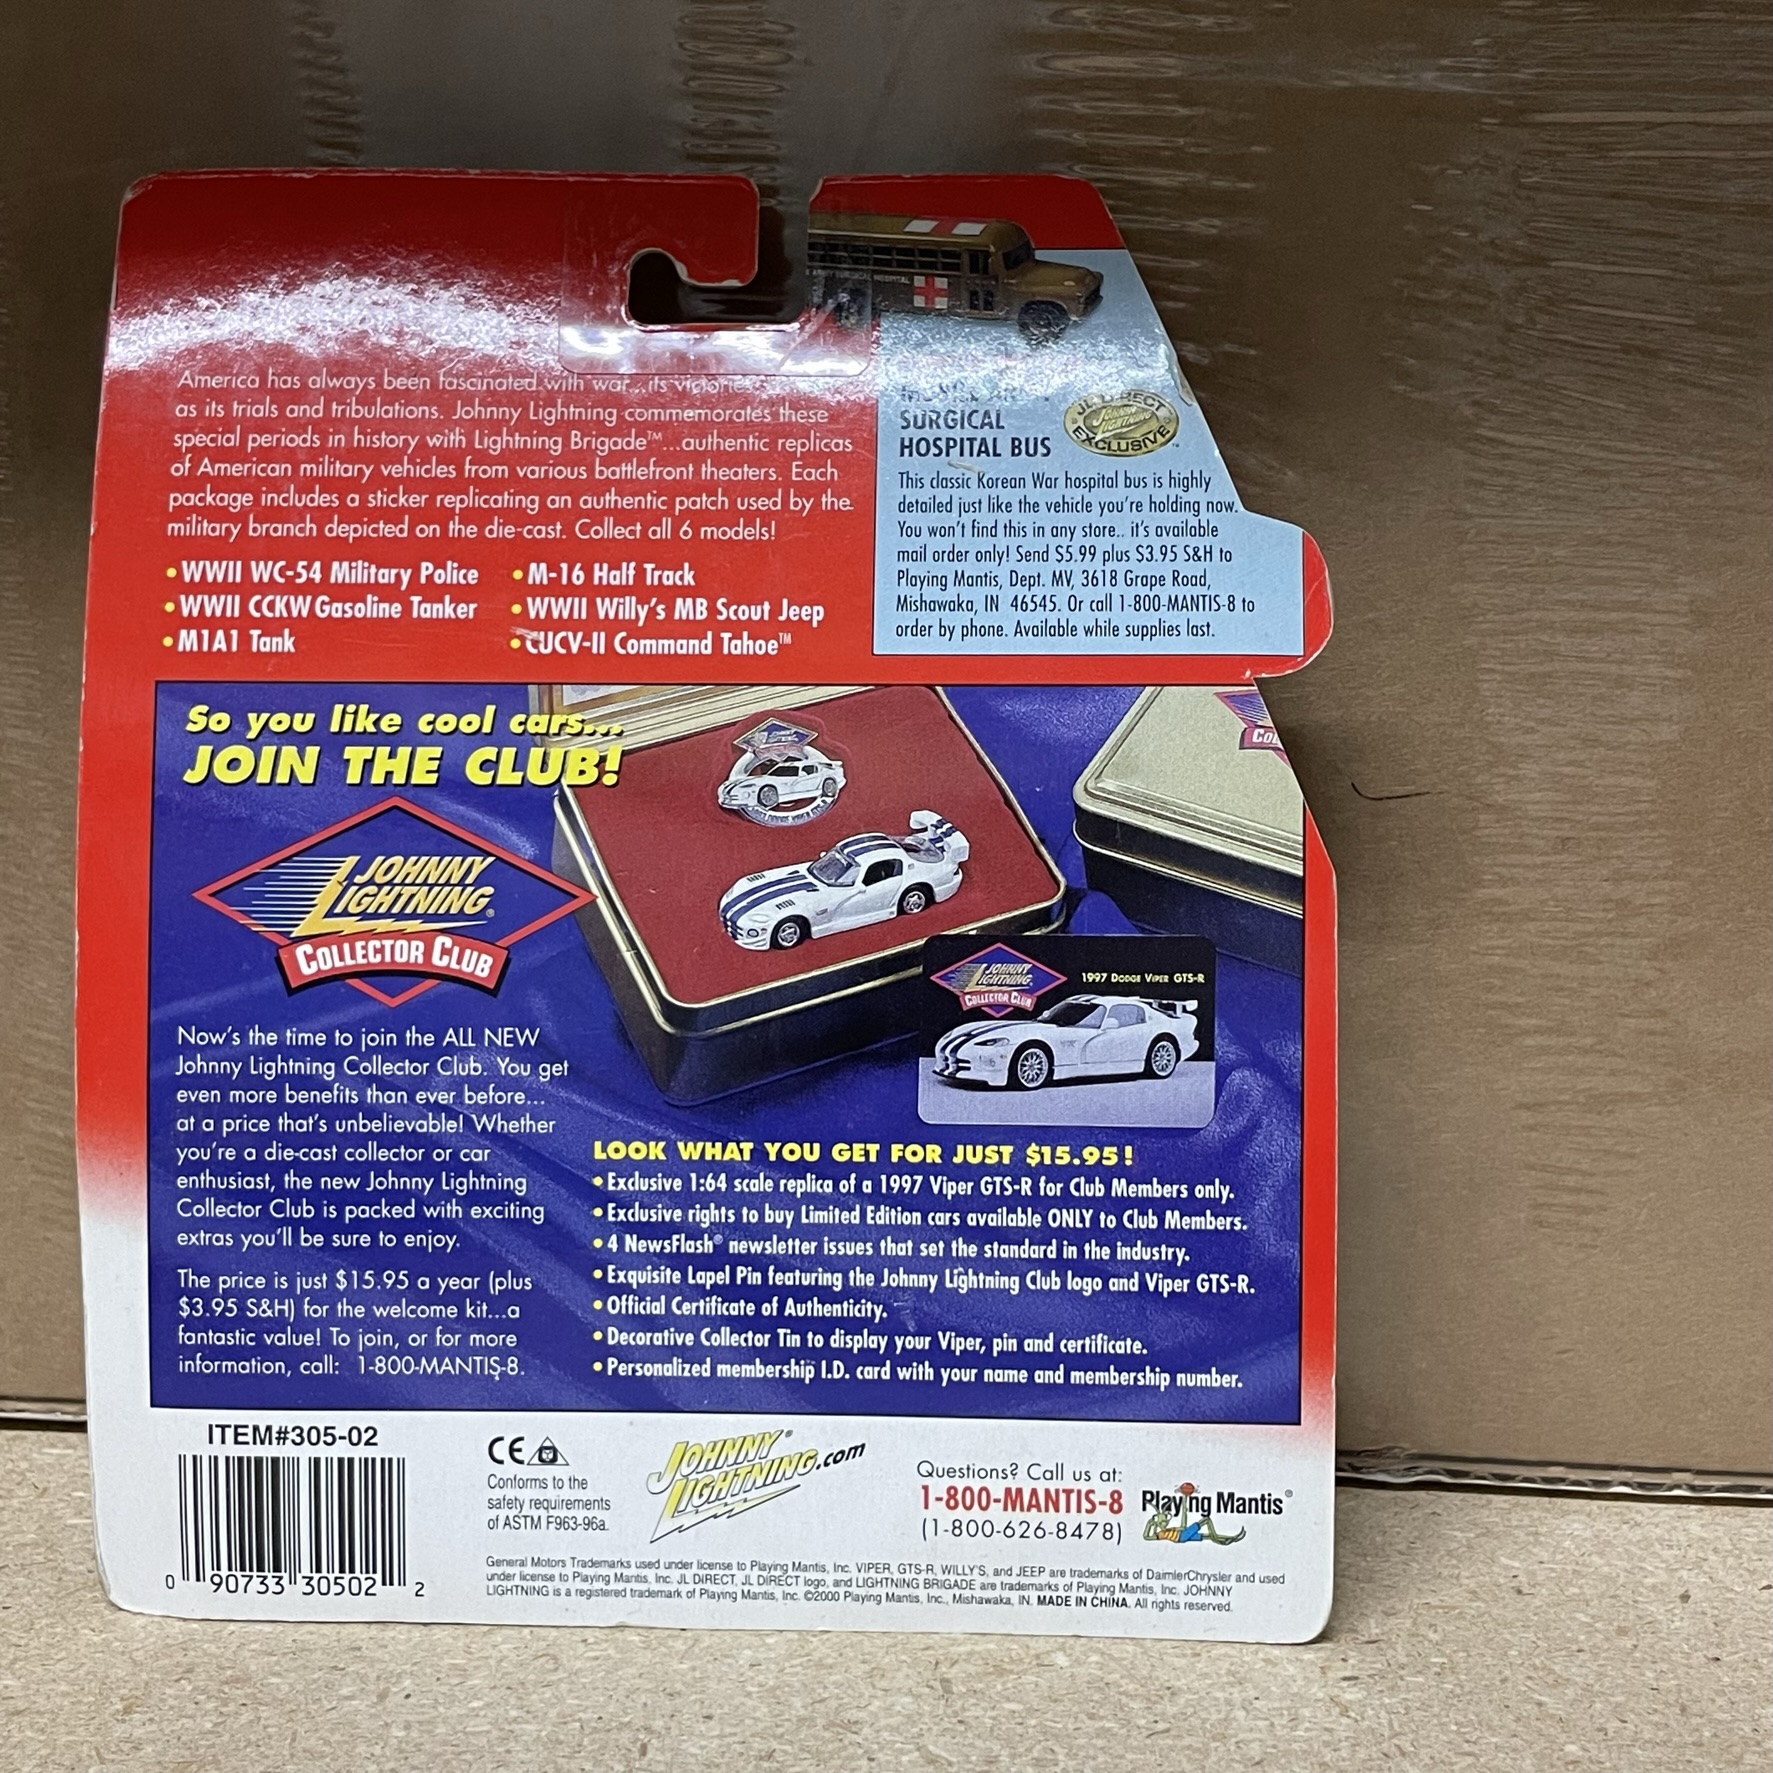 America has always been fascinated with war...its victories
as its trials and tribulations. Johnny Lightning commemorates these
special periods in history with Lightning Brigade™...authentic replicas
of American military vehicles from various battlefront theaters. Each
package includes a sticker replicating an authentic patch used by the
military branch depicted on the die-cast. Collect all 6 models!
•WWII WC-54 Military Police
•WWII CCKW Gasoline Tanker
•M1A1 Tank
•M-16 Half Track
•WWII Willy's MB Scout Jeep
•CUCV-II Command Tahoe™
ARMY SURGICAL HOSPITAL
SURGICAL
HOSPITAL BUS
JL DIRECT
JOHNNY LIGHTNING
EXCLUSIVE™
This classic Korean War hospital bus is highly
detailed just like the vehicle you're holding now.
You won't find this in any store.. it's available
mail order only! Send $5.99 plus $3.95 S&H to
Playing Mantis, Dept. MV, 3618 Grape Road,
Mishawaka, IN 46545. Or call 1-800-MANTIS-8 to
order by phone. Available while supplies last.
So you like cool cars...
JOIN THE CLUB!
JOHNNY
LIGHTNING®
COLLECTOR CLUB
Now's the time to join the ALL NEW
Johnny Lightning Collector Club. You get
even more benefits than ever before...
at a price that's unbelievable! Whether
you're a die-cast collector or car
enthusiast, the new Johnny Lightning
Collector Club is packed with exciting
extras you'll be sure to enjoy.
The price is just $15.95 a year (plus
$3.95 S&H) for the welcome kit...a
fantastic value! To join, or for more
information, call: 1-800-MANTIS-8.
JOHNNY
LIGHTNING
COLLECTOR CLUB
1997 DODGE VIPER GTS-R
LOOK WHAT YOU GET FOR JUST $15.95!
•Exclusive 1:64 scale replica of a 1997 Viper GTS-R for Club Members only.
•Exclusive rights to buy Limited Edition cars available ONLY to Club Members.
•4 NewsFlash® newsletter issues that set the standard in the industry.
•Exquisite Lapel Pin featuring the Johnny Lightning Club logo and Viper GTS-R.
•Official Certificate of Authenticity.
•Decorative Collector Tin to display your Viper, pin and certificate.
•Personalized membership I.D. card with your name and membership number.
ITEM#305-02
0 90733 30502 2
CE
Conforms to the
safety requirements
of ASTM F963-96a.
JOHNNY®
LIGHTNING.com
Questions? Call us at:
1-800-MANTIS-8
(1-800-626-8478)
Playing Mantis®
General Motors Trademarks used under license to Playing Mantis, Inc. VIPER, GTS-R, WILLY'S, and JEEP are trademarks of DaimlerChrysler and used
under license to Playing Mantis, Inc. JL DIRECT, JL DIRECT logo, and LIGHTNING BRIGADE are trademarks of Playing Mantis, Inc. JOHNNY
LIGHTNING is a registered trademark of Playing Mantis, Inc. ©2000 Playing Mantis, Inc., Mishawaka, IN. MADE IN CHINA. All rights reserved.